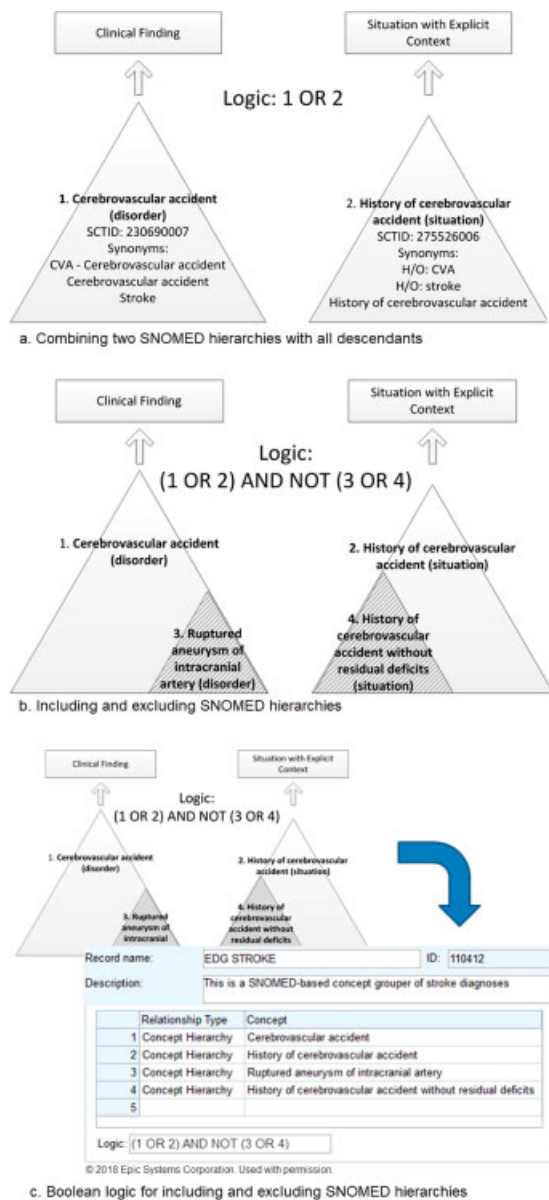 Clinical Finding
Situation with Explicit
Context
Logic: 1 OR 2
1. Cerebrovascular accident
(disorder)
SCTID: 230690007
Synonyms:
CVA - Cerebrovascular accident
Cerebrovascular accident
Stroke
2. History of cerebrovascular
accident (situation)
SCTID: 275526006
Synonyms:
H/O: CVA
H/O: stroke
History of cerebrovascular accident
a. Combining two SNOMED hierarchies with all descendants
Clinical Finding
Situation with Explicit
Context
Logic:
(1 OR 2) AND NOT (3 OR 4)
1. Cerebrovascular accident
(disorder)
2. History of cerebrovascular
accident (situation)
3. Ruptured
aneurysm of
intracranial
artery (disorder)
4. History of
cerebrovascular
accident without
residual deficits
(situation)
b. Including and excluding SNOMED hierarchies
Clinical Finding
Situation with Explicit
Context
Logic:
(1 OR 2) AND NOT (3 OR 4)
1. Cerebrovascular accident
(disorder)
2. History of cerebrovascular
accident (situation)
3. Ruptured
aneurysm of
intracranial
4. History of
cerebrovascular
accident without
residual deficits
Record name: EDG STROKE ID: 110412
Description: This is a SNOMED-based concept grouper of stroke diagnoses
Relationship Type Concept
1 Concept Hierarchy Cerebrovascular accident
2 Concept Hierarchy History of cerebrovascular accident
3 Concept Hierarchy Ruptured aneurysm of intracranial artery
4 Concept Hierarchy History of cerebrovascular accident without residual deficits
5
Logic: (1 OR 2) AND NOT (3 OR 4)
© 2018 Epic Systems Corporation. Used with permission.
c. Boolean logic for including and excluding SNOMED hierarchies